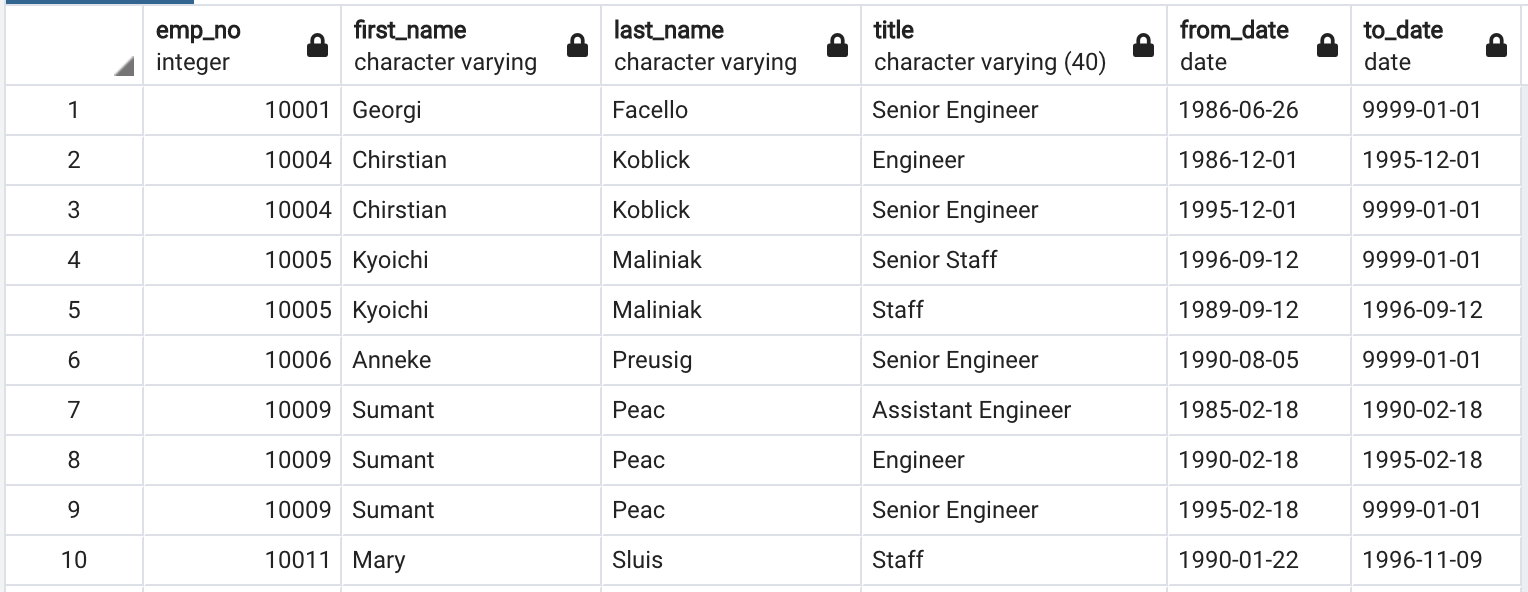 emp_no first_name last_name title from_date to_date
integer character varying character varying character varying (40) date date
1 10001 Georgi Facello Senior Engineer 1986-06-26 9999-01-01
2 10004 Chirstian Koblick Engineer 1986-12-01 1995-12-01
3 10004 Chirstian Koblick Senior Engineer 1995-12-01 9999-01-01
4 10005 Kyoichi Maliniak Senior Staff 1996-09-12 9999-01-01
5 10005 Kyoichi Maliniak Staff 1989-09-12 1996-09-12
6 10006 Anneke Preusig Senior Engineer 1990-08-05 9999-01-01
7 10009 Sumant Peac Assistant Engineer 1985-02-18 1990-02-18
8 10009 Sumant Peac Engineer 1990-02-18 1995-02-18
9 10009 Sumant Peac Senior Engineer 1995-02-18 9999-01-01
10 10011 Mary Sluis Staff 1990-01-22 1996-11-09